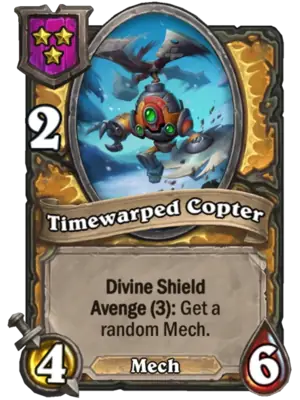 2
Timewarped Copter
Divine Shield
Avenge (3): Get a
random Mech.
4
Mech
6